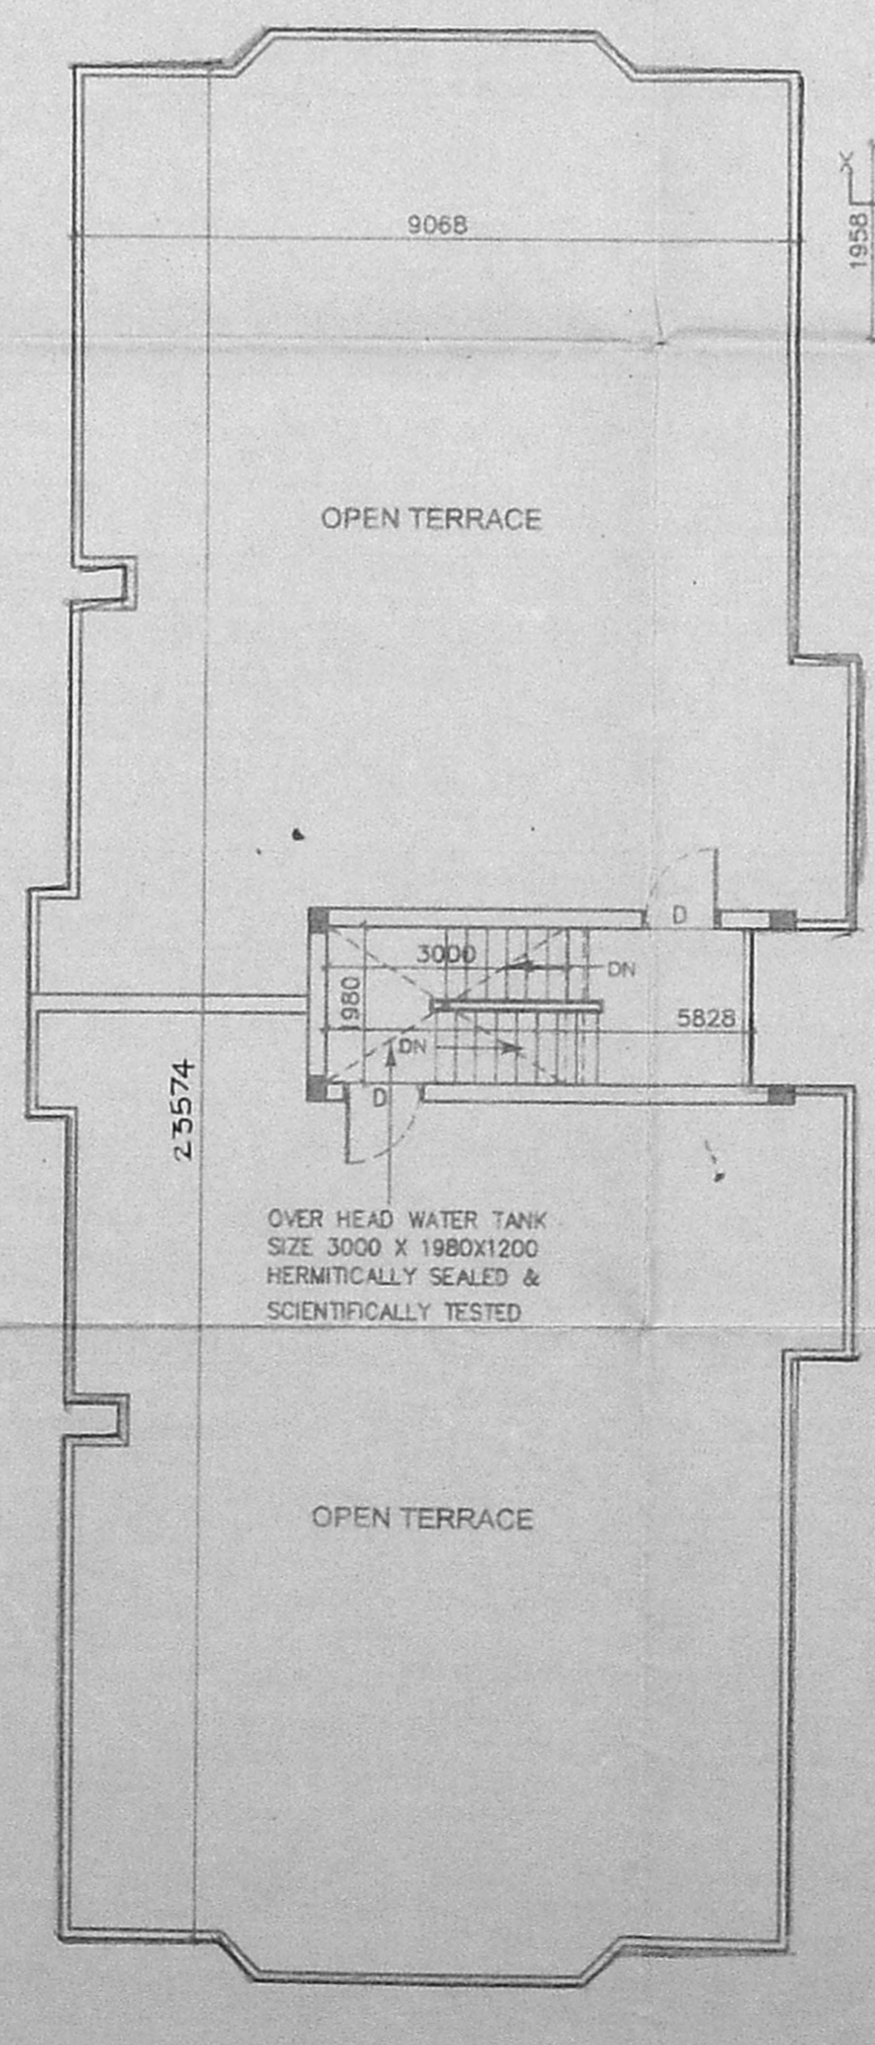 X
9068
1958
OPEN TERRACE
D
3000
DN
1980
5828
DN
D
23574
OVER HEAD WATER TANK
SIZE 3000 X 1980X1200
HERMITICALLY SEALED &
SCIENTIFICALLY TESTED
OPEN TERRACE